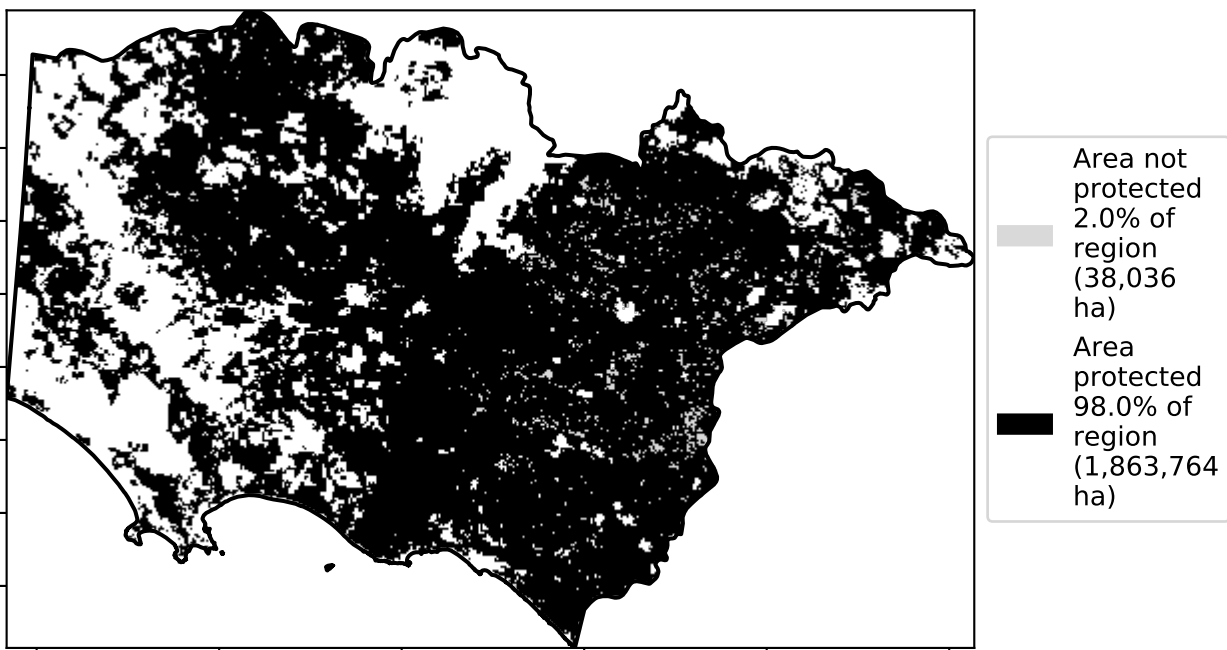 Area not
protected
2.0% of
region
(38,036
ha)
Area
protected
98.0% of
region
(1,863,764
ha)